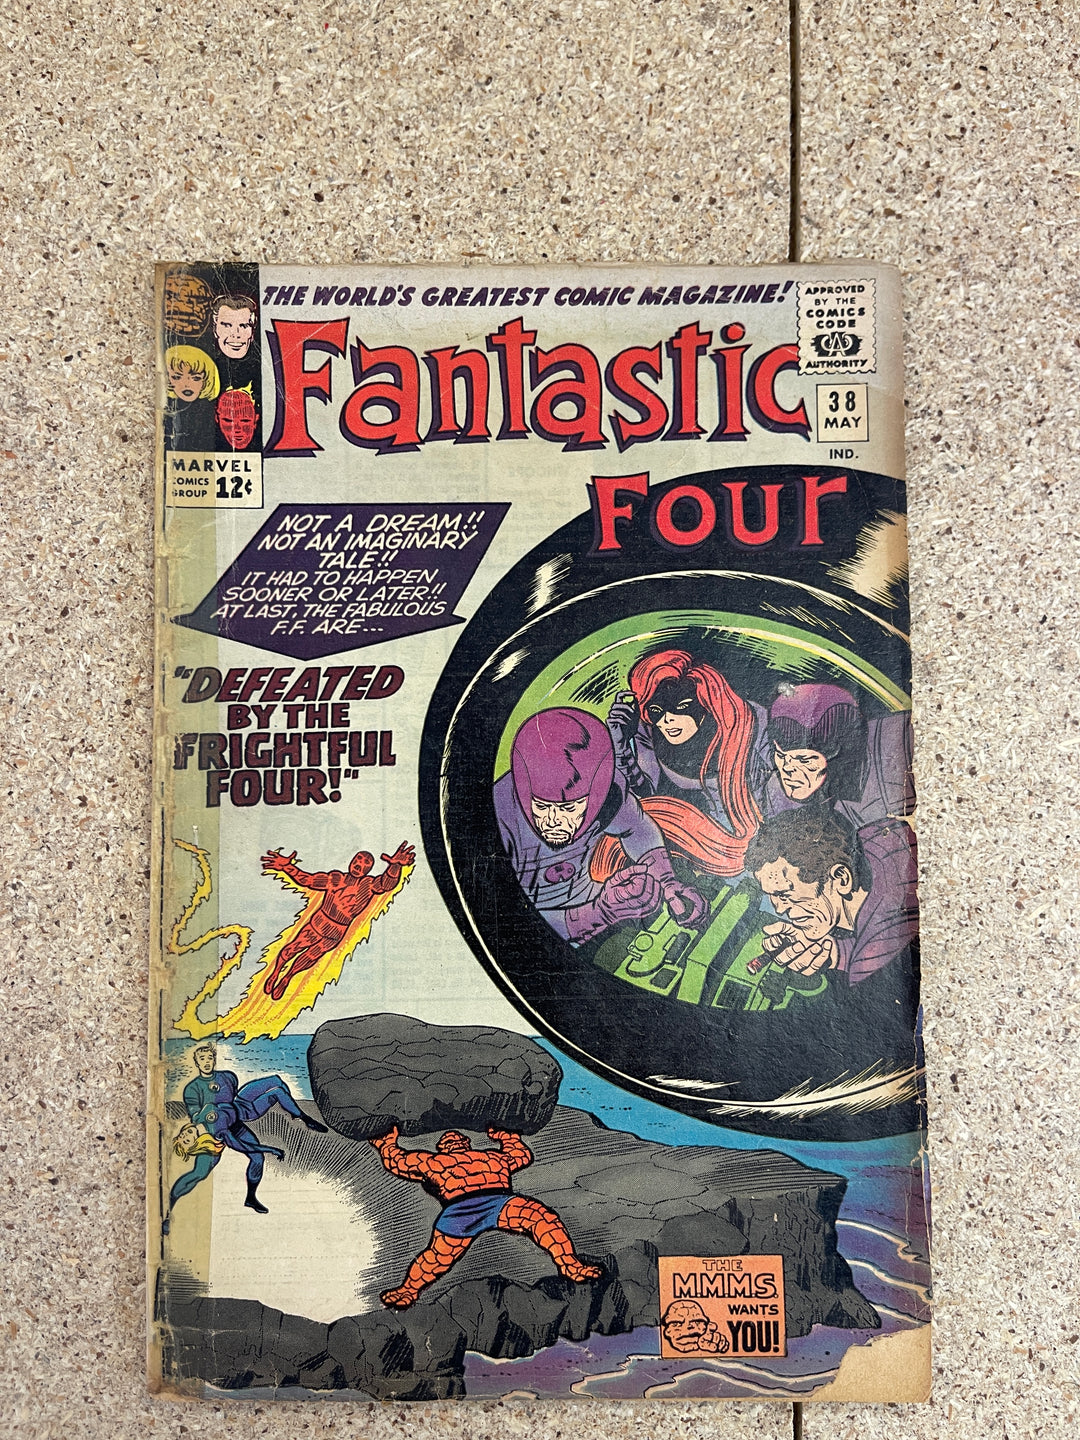 THE WORLD'S GREATEST COMIC MAGAZINE!
FANTASTIC
FOUR
APPROVED
BY THE
COMICS
CODE
CA
AUTHORITY
38
MAY
IND.
MARVEL
COMICS
GROUP 12¢
NOT A DREAM!!
NOT AN IMAGINARY
TALE!!
IT HAD TO HAPPEN
SOONER OR LATER!!
AT LAST, THE FABULOUS
F.F. ARE...
"DEFEATED
BY THE
FRIGHTFUL
FOUR!"
THE
M.M.M.S.
WANTS
YOU!